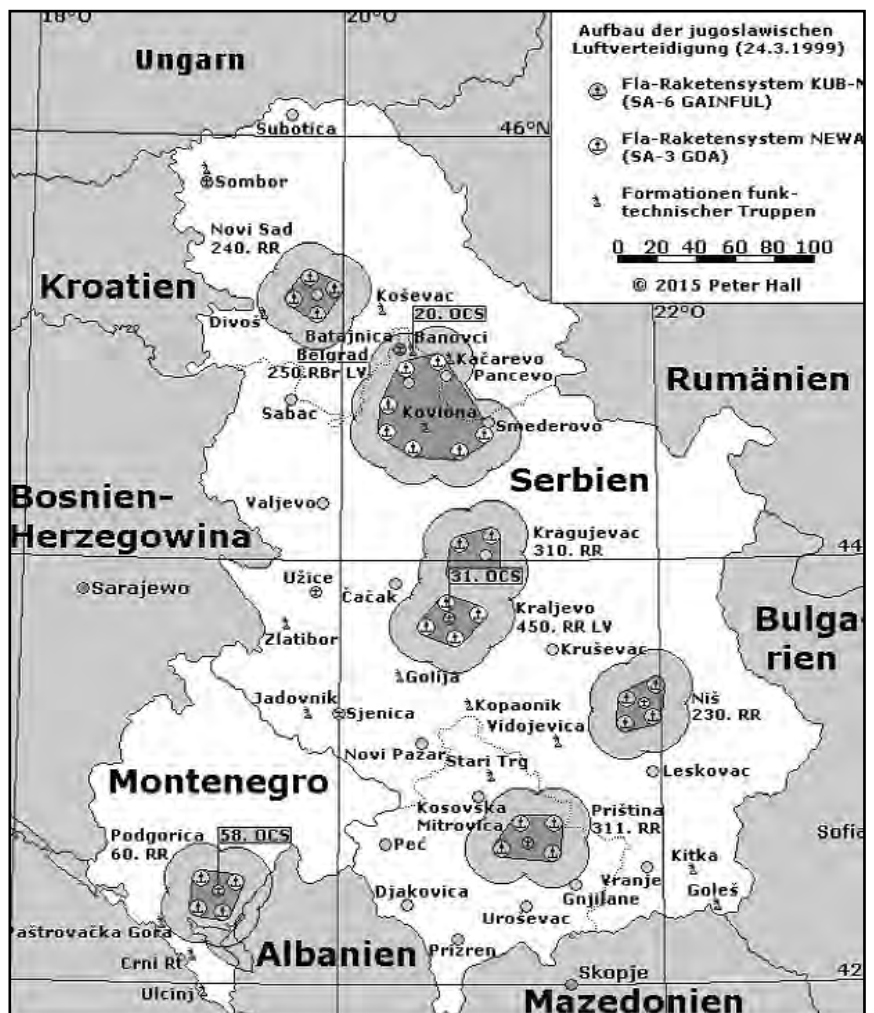 18°O
20°O
Aufbau der jugoslawischen
Luftverteidigung (24.3.1999)
Fla-Raketensystem KUB-M
(SA-6 GAINFUL)
Fla-Raketensystem NEWA
(SA-3 GOA)
Formationen funk-
technischer Truppen
0 20 40 60 80 100
© 2015 Peter Hall
Ungarn
46°N
Subotica
Sombor
Novi Sad
240. RR
Kroatien
Divoš
Koševac
20. OCS
22°O
Batajnica
Banovci
Belgrad
Kačarevo
250.RBr LV
Pancevo
Rumänien
Sabac
Koviona
Smederovo
Serbien
Bosnien-
Herzegowina
Valjevo
Kragujevac
310. RR
44
31. OCS
Sarajewo
Užice
Čačak
Kraljevo
450. RR LV
Bulga-
rien
Zlatibor
Kruševac
Golija
Jadovnik
Sjenica
Kopaonik
Vidojevica
Niš
230. RR
Novi Pazar
Stari Trg
Leskovac
Montenegro
Kosovska
Mitrovica
Priština
311. RR
Podgorica
60. RR
58. OCS
Peć
Sofia
Kitka
Vranje
Goleš
Gnjilane
Djakovica
Uroševac
Paštrovačka Gora
Albanien
Prizren
Crni Rt
Skopje
42
Ulcinj
Mazedonien